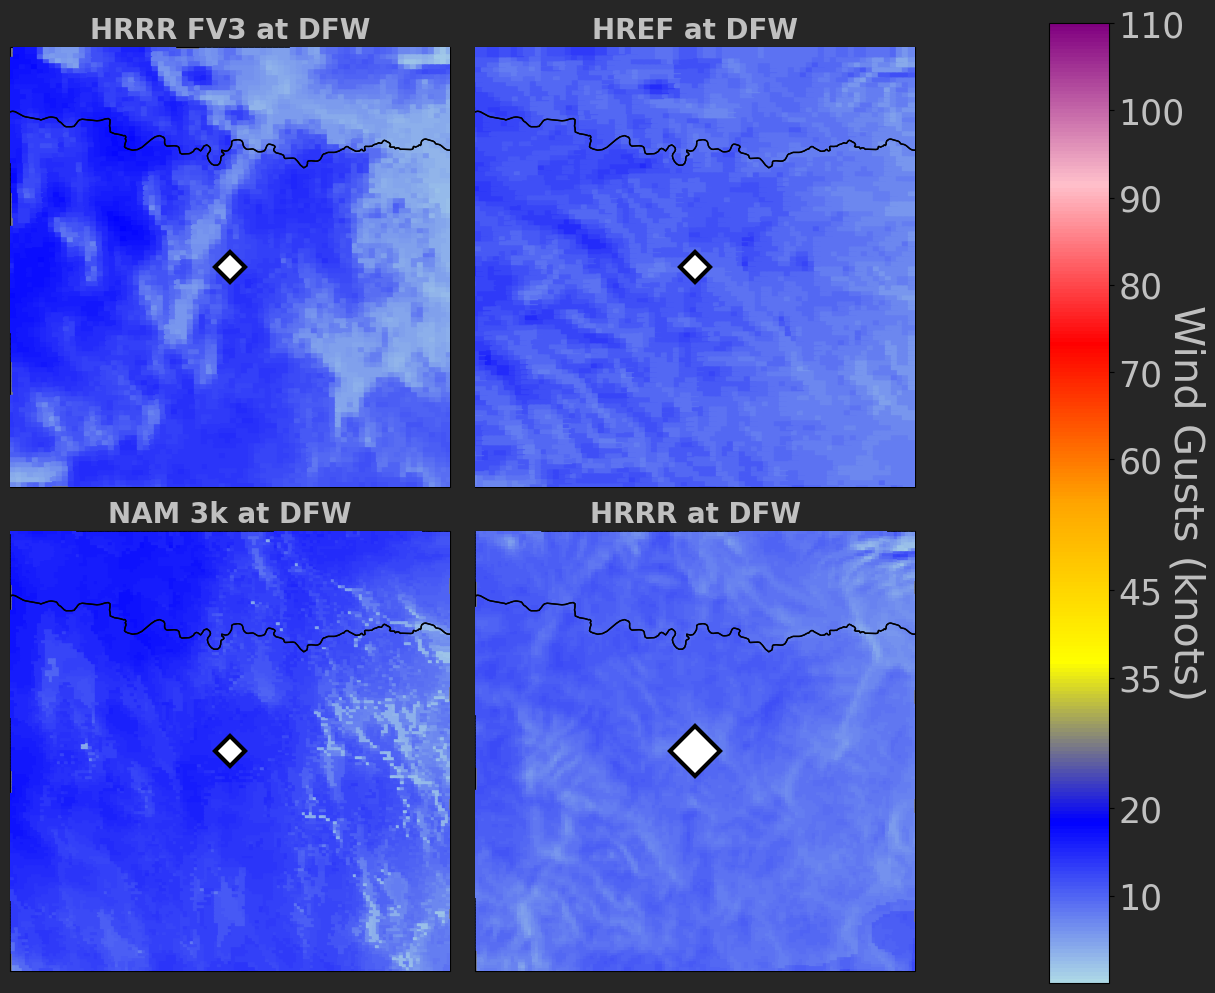 HRRR FV3 at DFW
HREF at DFW
NAM 3k at DFW
HRRR at DFW
110
100
90
80
70
60
45
35
20
10
Wind Gusts (knots)